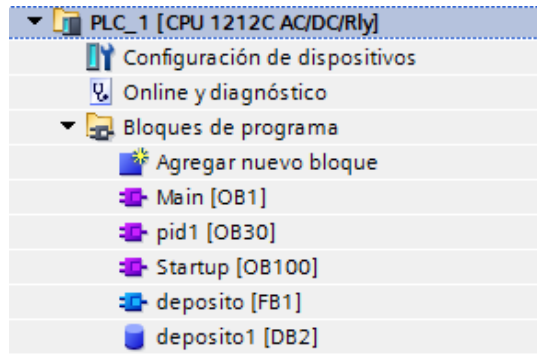 PLC_1 [CPU 1212C AC/DC/Rly]
Configuración de dispositivos
Online y diagnóstico
Bloques de programa
Agregar nuevo bloque
Main [OB1]
pid1 [OB30]
Startup [OB100]
deposito [FB1]
deposito1 [DB2]